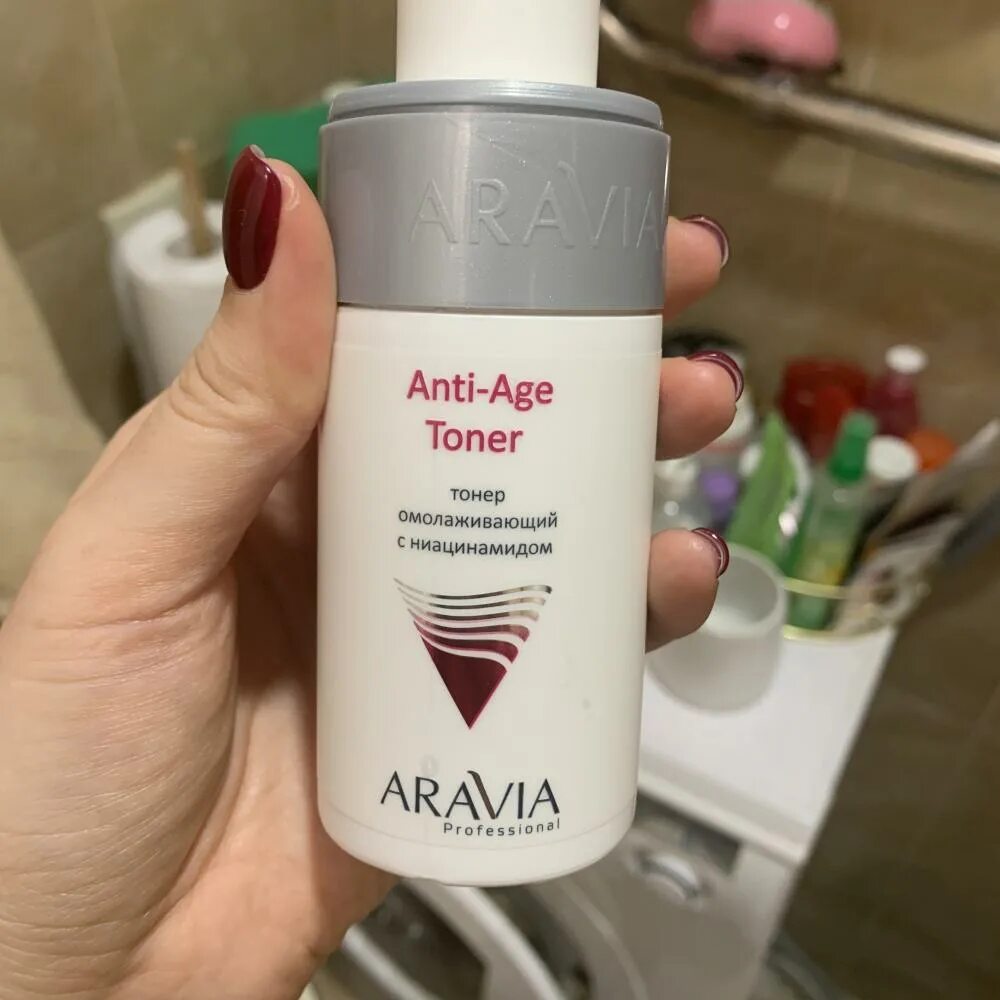 ARAVIA
Anti-Age
Toner
тонер
омолаживающий
с ниацинамидом
ARAVIA
Professional